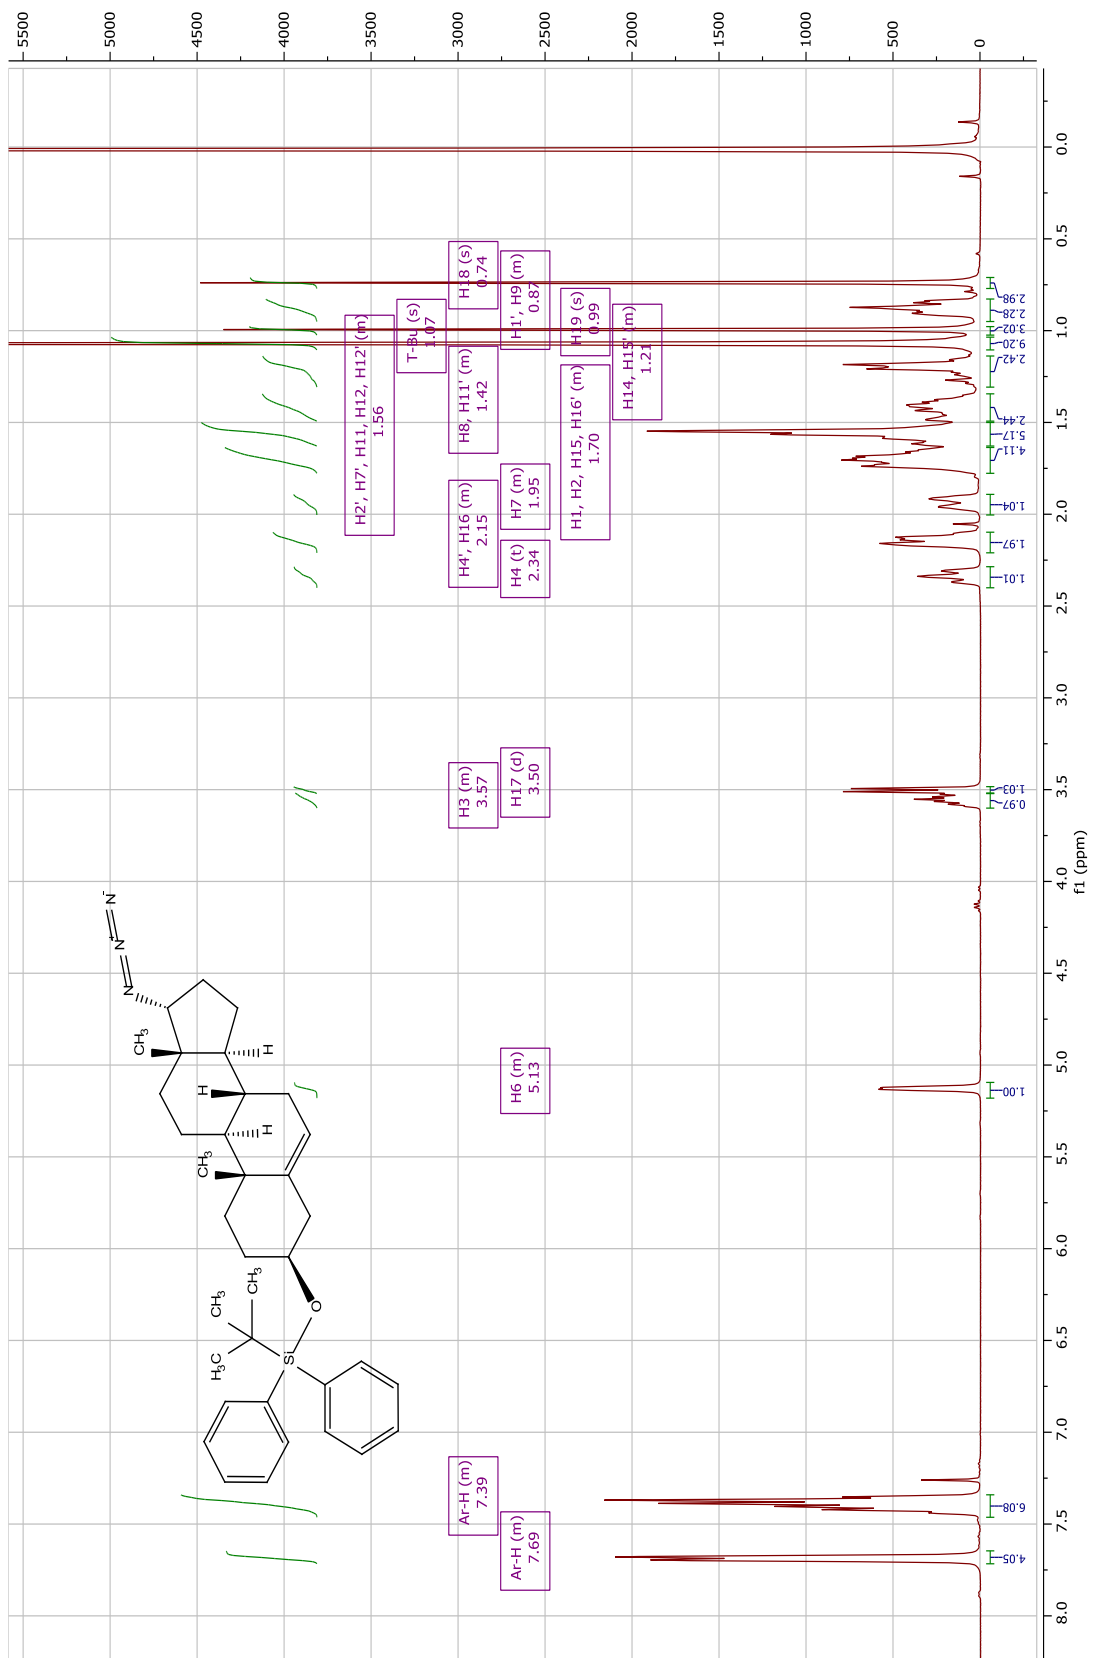 5500
5000
4500
4000
3500
3000
2500
2000
1500
1000
500
0
H2', H7', H11, H12, H12' (m)
1.56
T-Bu (s)
1.07
H18 (s)
0.74
H8, H11' (m)
1.42
H4', H16 (m)
2.15
H3 (m)
3.57
Ar-H (m)
7.39
H1', H9 (m)
0.87
H7 (m)
1.95
H4 (t)
2.34
H17 (d)
3.50
H6 (m)
5.13
Ar-H (m)
7.69
H19 (s)
0.99
H1, H2, H15, H16' (m)
1.70
H14, H15' (m)
1.21
N-
N+
N
CH3
H
H
H
CH3
O
Si
CH3
CH3
H3C
4.05
6.08
1.00
0.97
1.03
1.01
1.97
1.04
4.11
5.17
2.44
2.42
9.20
3.02
2.28
2.98
8.0
7.5
7.0
6.5
6.0
5.5
5.0
4.5
4.0
3.5
3.0
2.5
2.0
1.5
1.0
0.5
0.0
f1 (ppm)